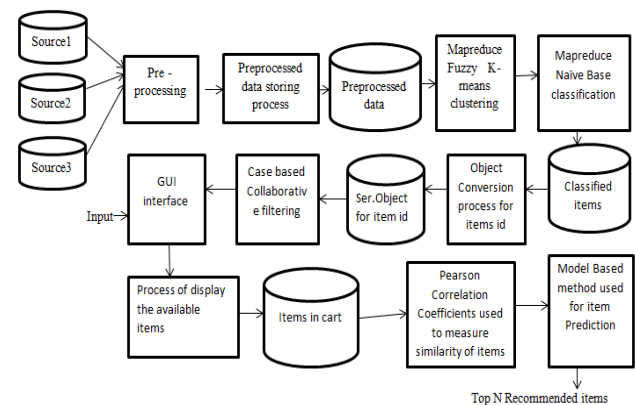 Source1
Source2
Source3
Pre -
processing
Preprocessed
data storing
process
Preprocessed
data
Mapreduce
Fuzzy K-
means
clustering
Mapreduce
Naïve Base
classification
Input
GUI
interface
Case based
Collaborativ
e filtering
Ser.Object
for item id
Object
Conversion
process for
items id
Classified
items
Process of display
the available
items
Items in cart
Pearson
Correlation
Coefficients used
to measure
similarity of items
Model Based
method used
for item
Prediction
Top N Recommended items